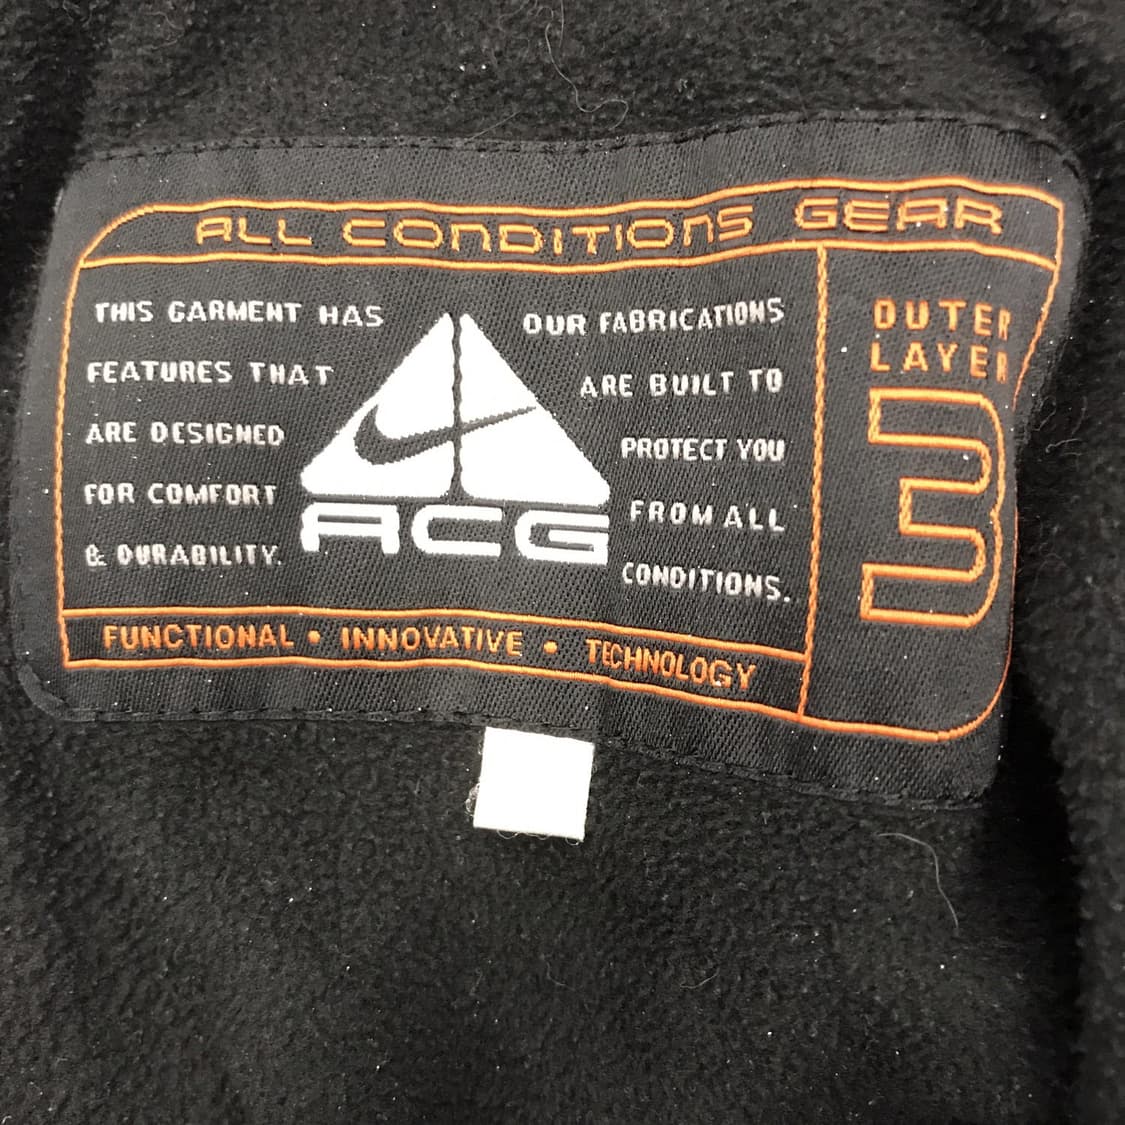 ALL CONDITIONS GEAR
THIS GARMENT HAS
FEATURES THAT
ARE DESIGNED
FOR COMFORT
& DURABILITY.
ACG
OUR FABRICATIONS
ARE BUILT TO
PROTECT YOU
FROM ALL
CONDITIONS.
OUTER
LAYER
3
FUNCTIONAL • INNOVATIVE • TECHNOLOGY